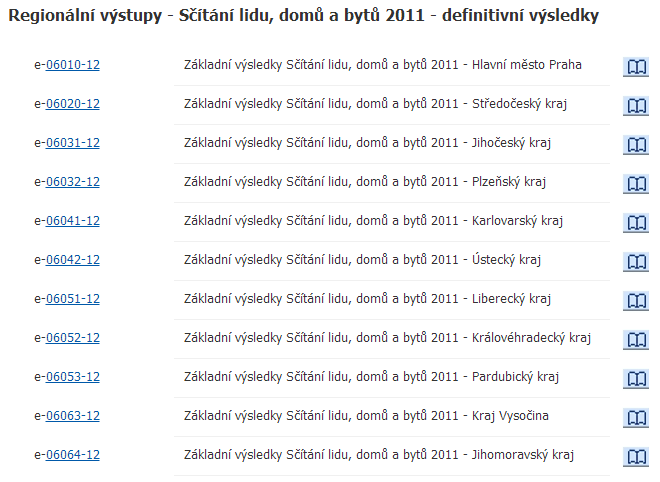 Regionální výstupy - Sčítání lidu, domů a bytů 2011 - definitivní výsledky
e-06010-12 Základní výsledky Sčítání lidu, domů a bytů 2011 - Hlavní město Praha
e-06020-12 Základní výsledky Sčítání lidu, domů a bytů 2011 - Středočeský kraj
e-06031-12 Základní výsledky Sčítání lidu, domů a bytů 2011 - Jihočeský kraj
e-06032-12 Základní výsledky Sčítání lidu, domů a bytů 2011 - Plzeňský kraj
e-06041-12 Základní výsledky Sčítání lidu, domů a bytů 2011 - Karlovarský kraj
e-06042-12 Základní výsledky Sčítání lidu, domů a bytů 2011 - Ústecký kraj
e-06051-12 Základní výsledky Sčítání lidu, domů a bytů 2011 - Liberecký kraj
e-06052-12 Základní výsledky Sčítání lidu, domů a bytů 2011 - Královéhradecký kraj
e-06053-12 Základní výsledky Sčítání lidu, domů a bytů 2011 - Pardubický kraj
e-06063-12 Základní výsledky Sčítání lidu, domů a bytů 2011 - Kraj Vysočina
e-06064-12 Základní výsledky Sčítání lidu, domů a bytů 2011 - Jihomoravský kraj